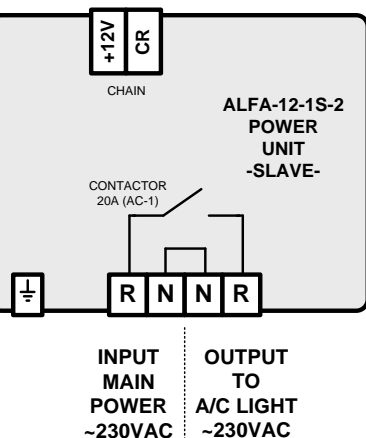 +12V
CR
CHAIN
ALFA-12-1S-2
POWER
UNIT
-SLAVE-
CONTACTOR
20A (AC-1)
R N N R
INPUT
MAIN
POWER
~230VAC
OUTPUT
TO
A/C LIGHT
~230VAC